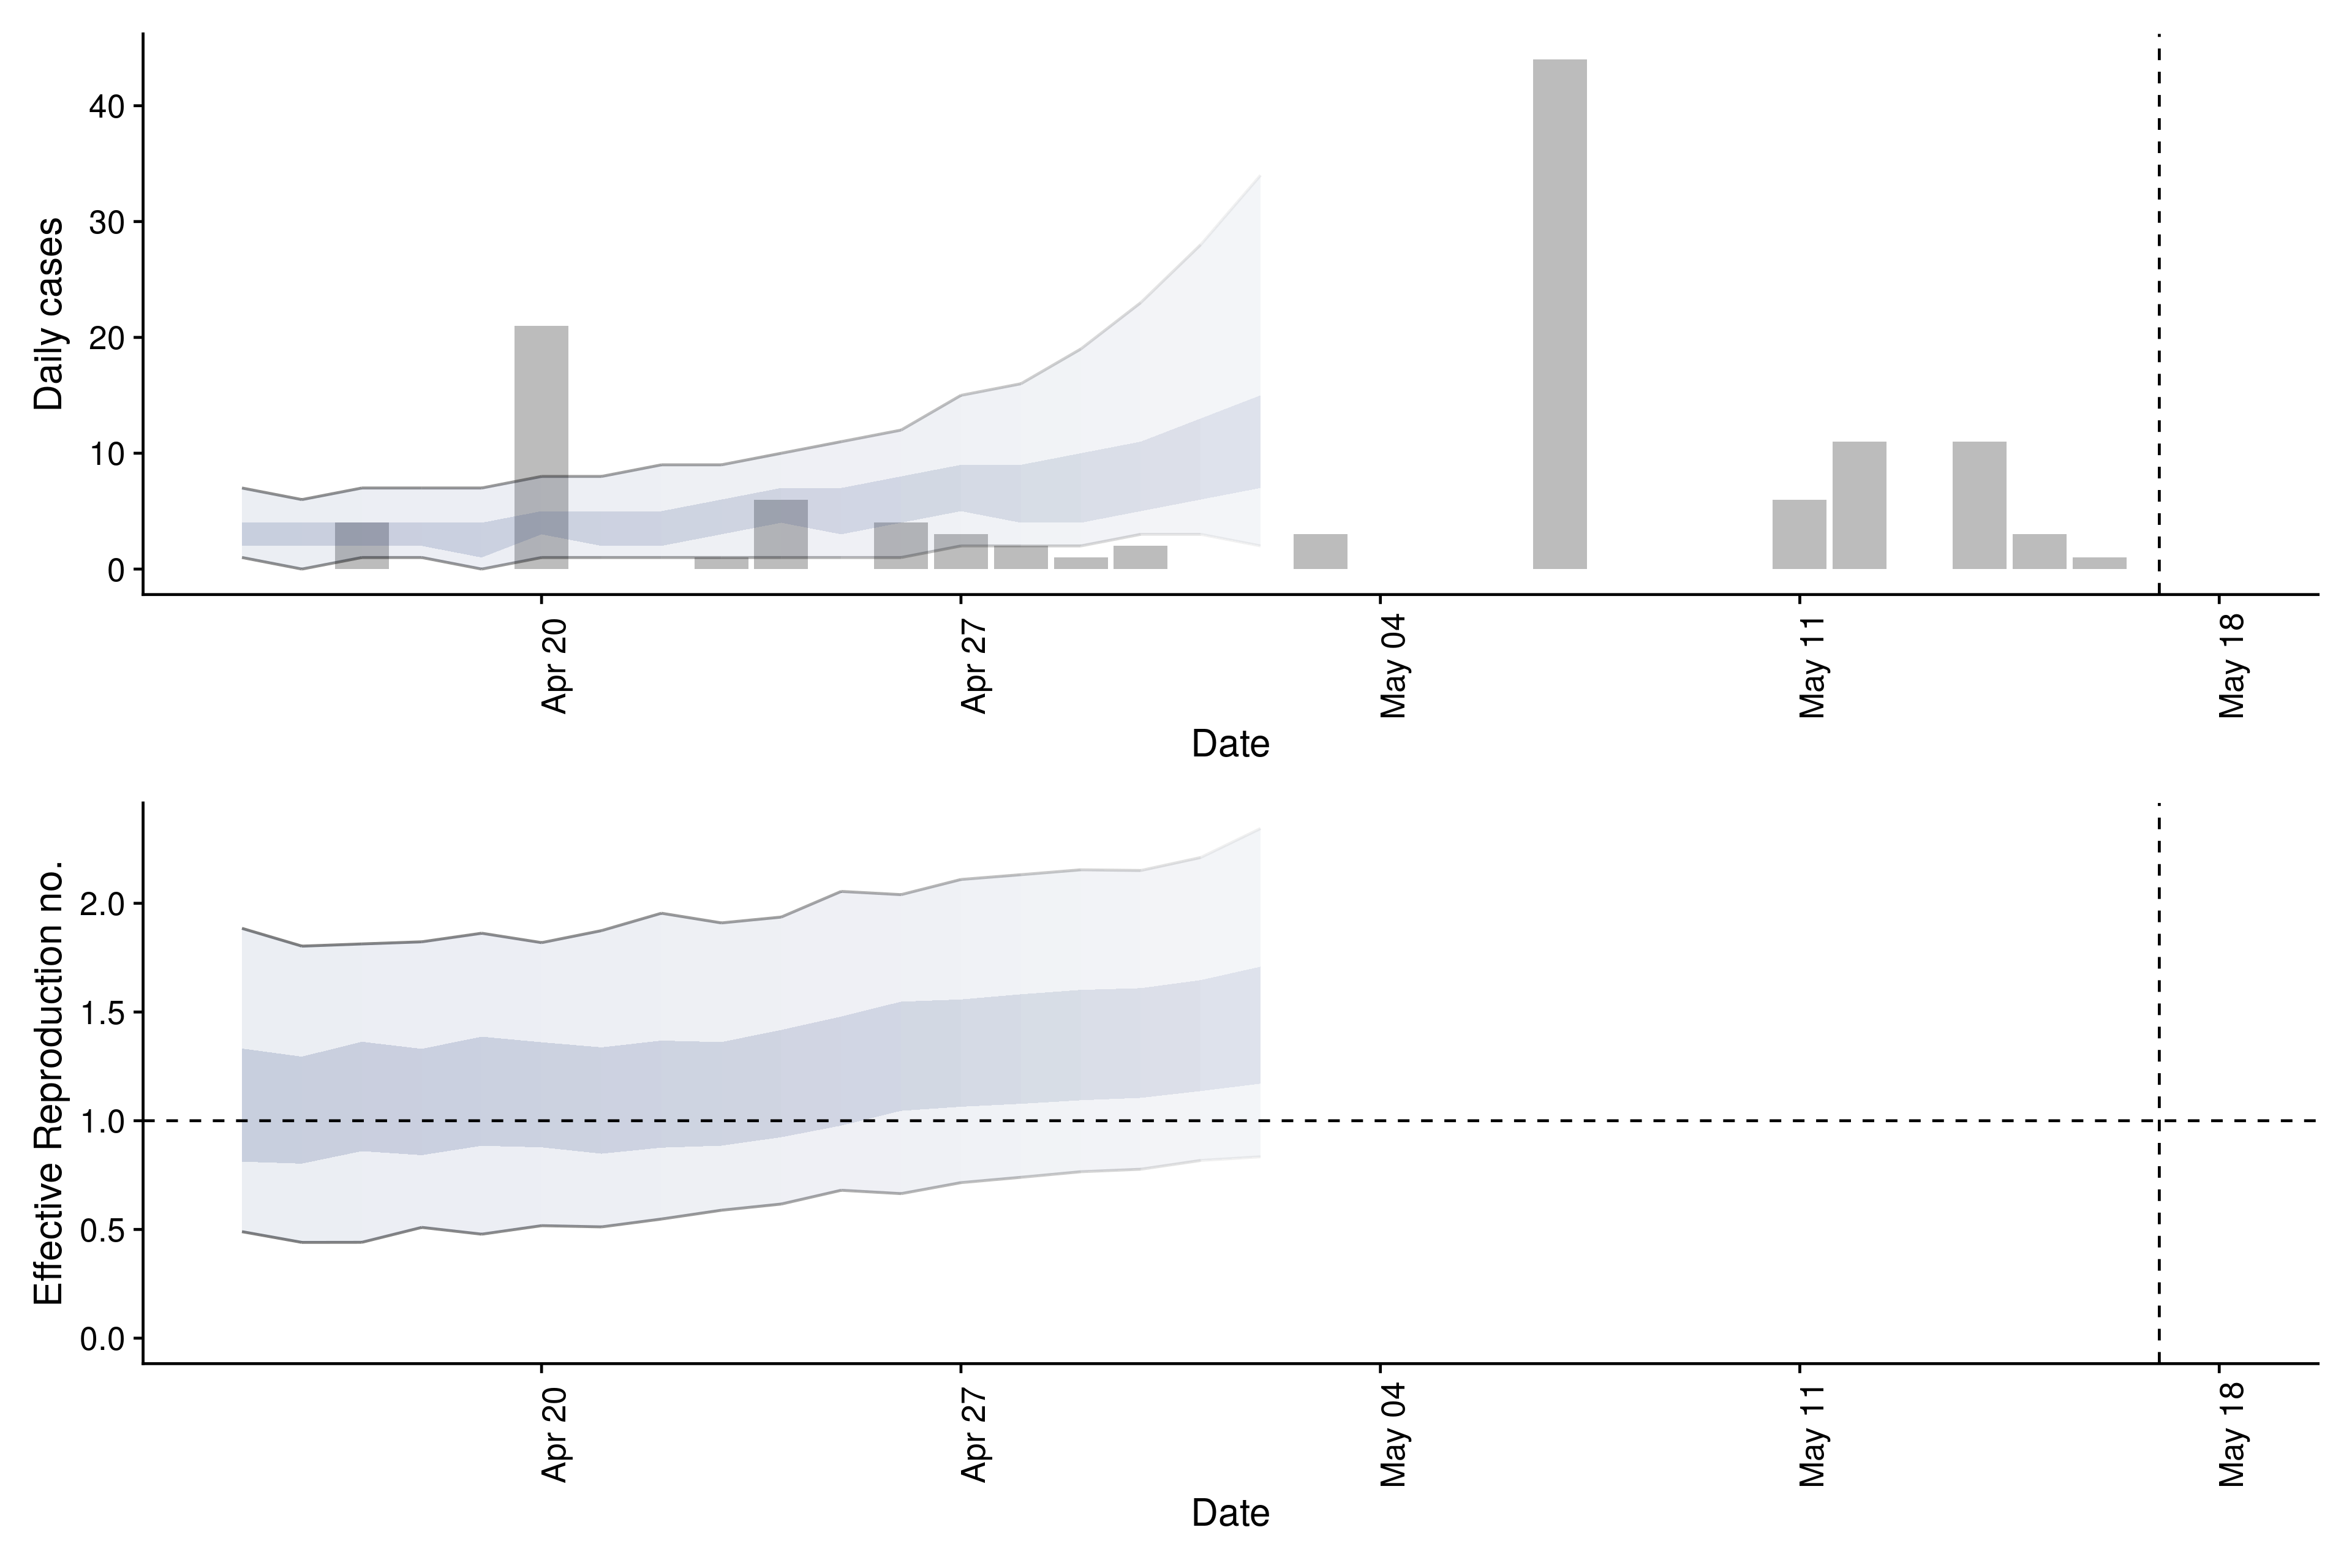 Daily cases
40
30
20
10
0
Apr 20
Apr 27
May 04
May 11
May 18
Date
Effective Reproduction no.
2.0
1.5
1.0
0.5
0.0
Apr 20
Apr 27
May 04
May 11
May 18
Date